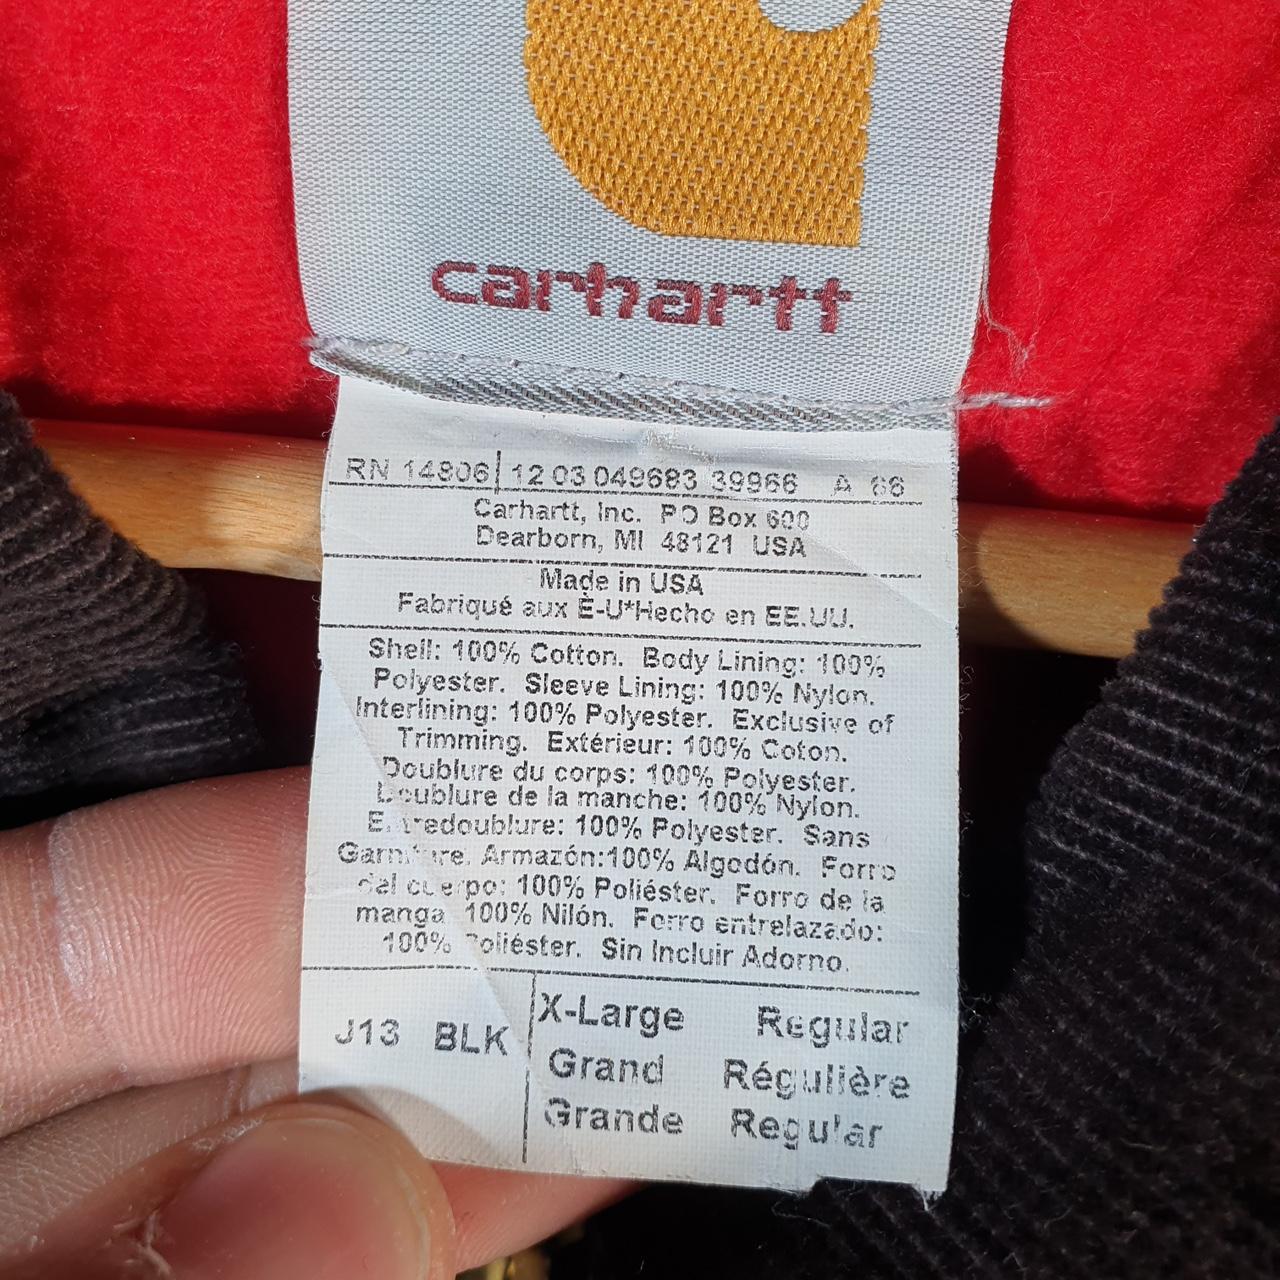 carhartt
RN 14806 12 03 049683 39966 A 66
Carhartt, Inc. PO Box 600
Dearborn, MI 48121 USA
Made in USA
Fabriqué aux É-U*Hecho en EE.UU.
Shell: 100% Cotton. Body Lining: 100%
Polyester. Sleeve Lining: 100% Nylon.
Interlining: 100% Polyester. Exclusive of
Trimming. Extérieur: 100% Coton.
Doublure du corps: 100% Polyester.
Doublure de la manche: 100% Nylon.
Entredoublure: 100% Polyester. Sans
Garniture. Armazón:100% Algodón. Forro
del cuerpo: 100% Poliéster. Forro de la
manga 100% Nilón. Forro entrelazado:
100% Poliéster. Sin Incluir Adorno.
J13 BLK
X-Large Regular
Grand Régulière
Grande Regular